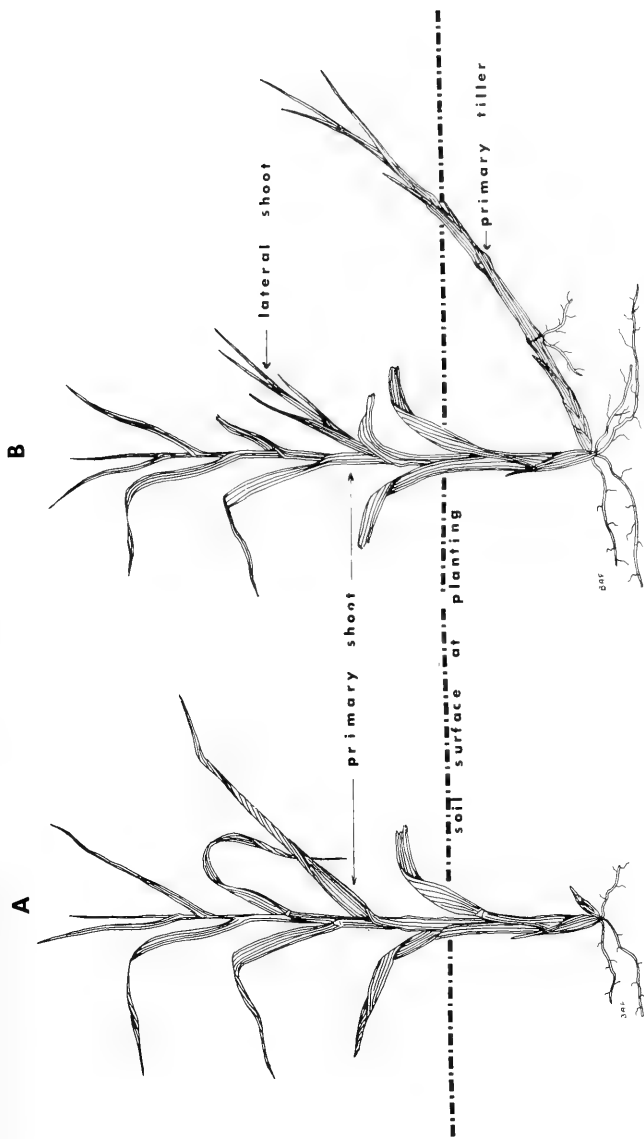 A
B
lateral shoot
primary shoot
soil surface at planting
primary tiller